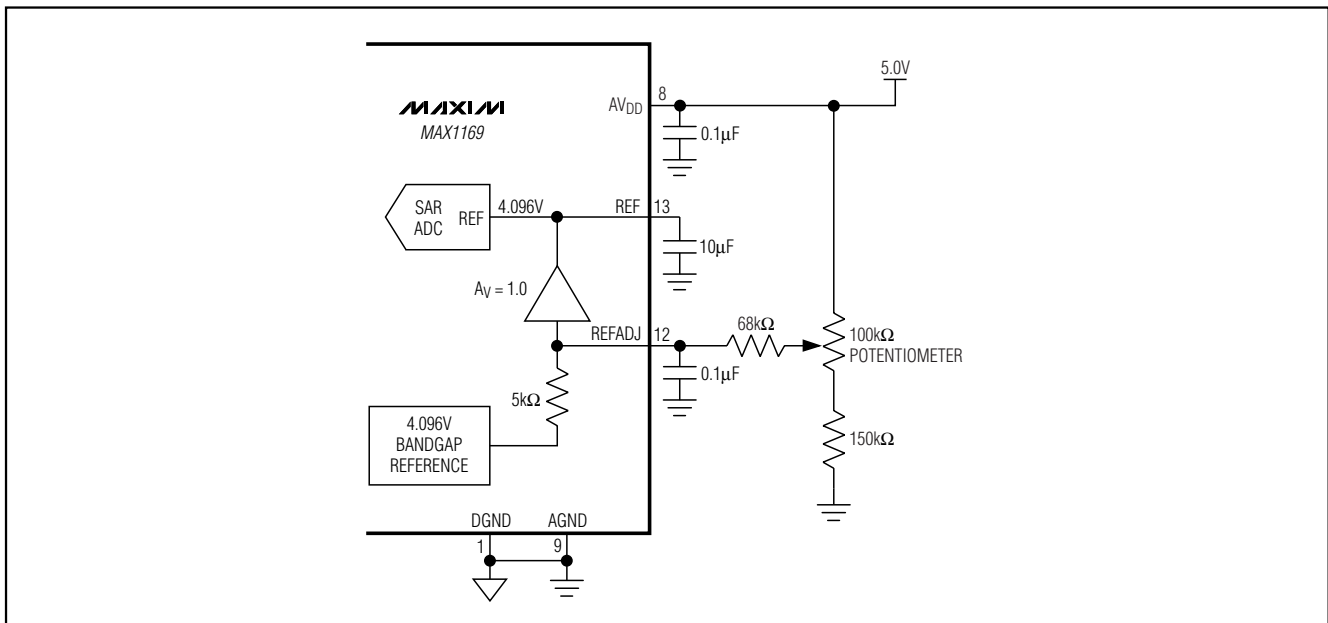 5.0V
8
AVDD
MAXIM
MAX1169
0.1µF
SAR
ADC
REF
4.096V
REF
13
10µF
AV = 1.0
REFADJ
12
68kΩ
100kΩ
POTENTIOMETER
0.1µF
5kΩ
4.096V
BANDGAP
REFERENCE
150kΩ
DGND
AGND
1
9